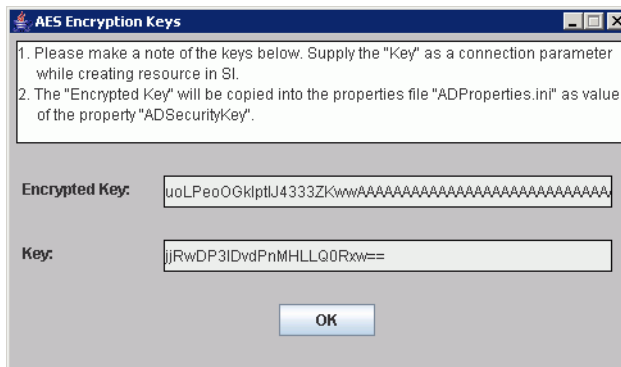 AES Encryption Keys
1. Please make a note of the keys below. Supply the "Key" as a connection parameter
while creating resource in SI.
2. The "Encrypted Key" will be copied into the properties file "ADProperties.ini" as value
of the property "ADSecurityKey".
Encrypted Key: uoLPeoOGklptlJ4333ZKwwAAAAAAAAAAAAAAAAAAAAAAAAAAAA
Key: jjRwDP3lDvdPnMHLLQ0Rxw==
OK